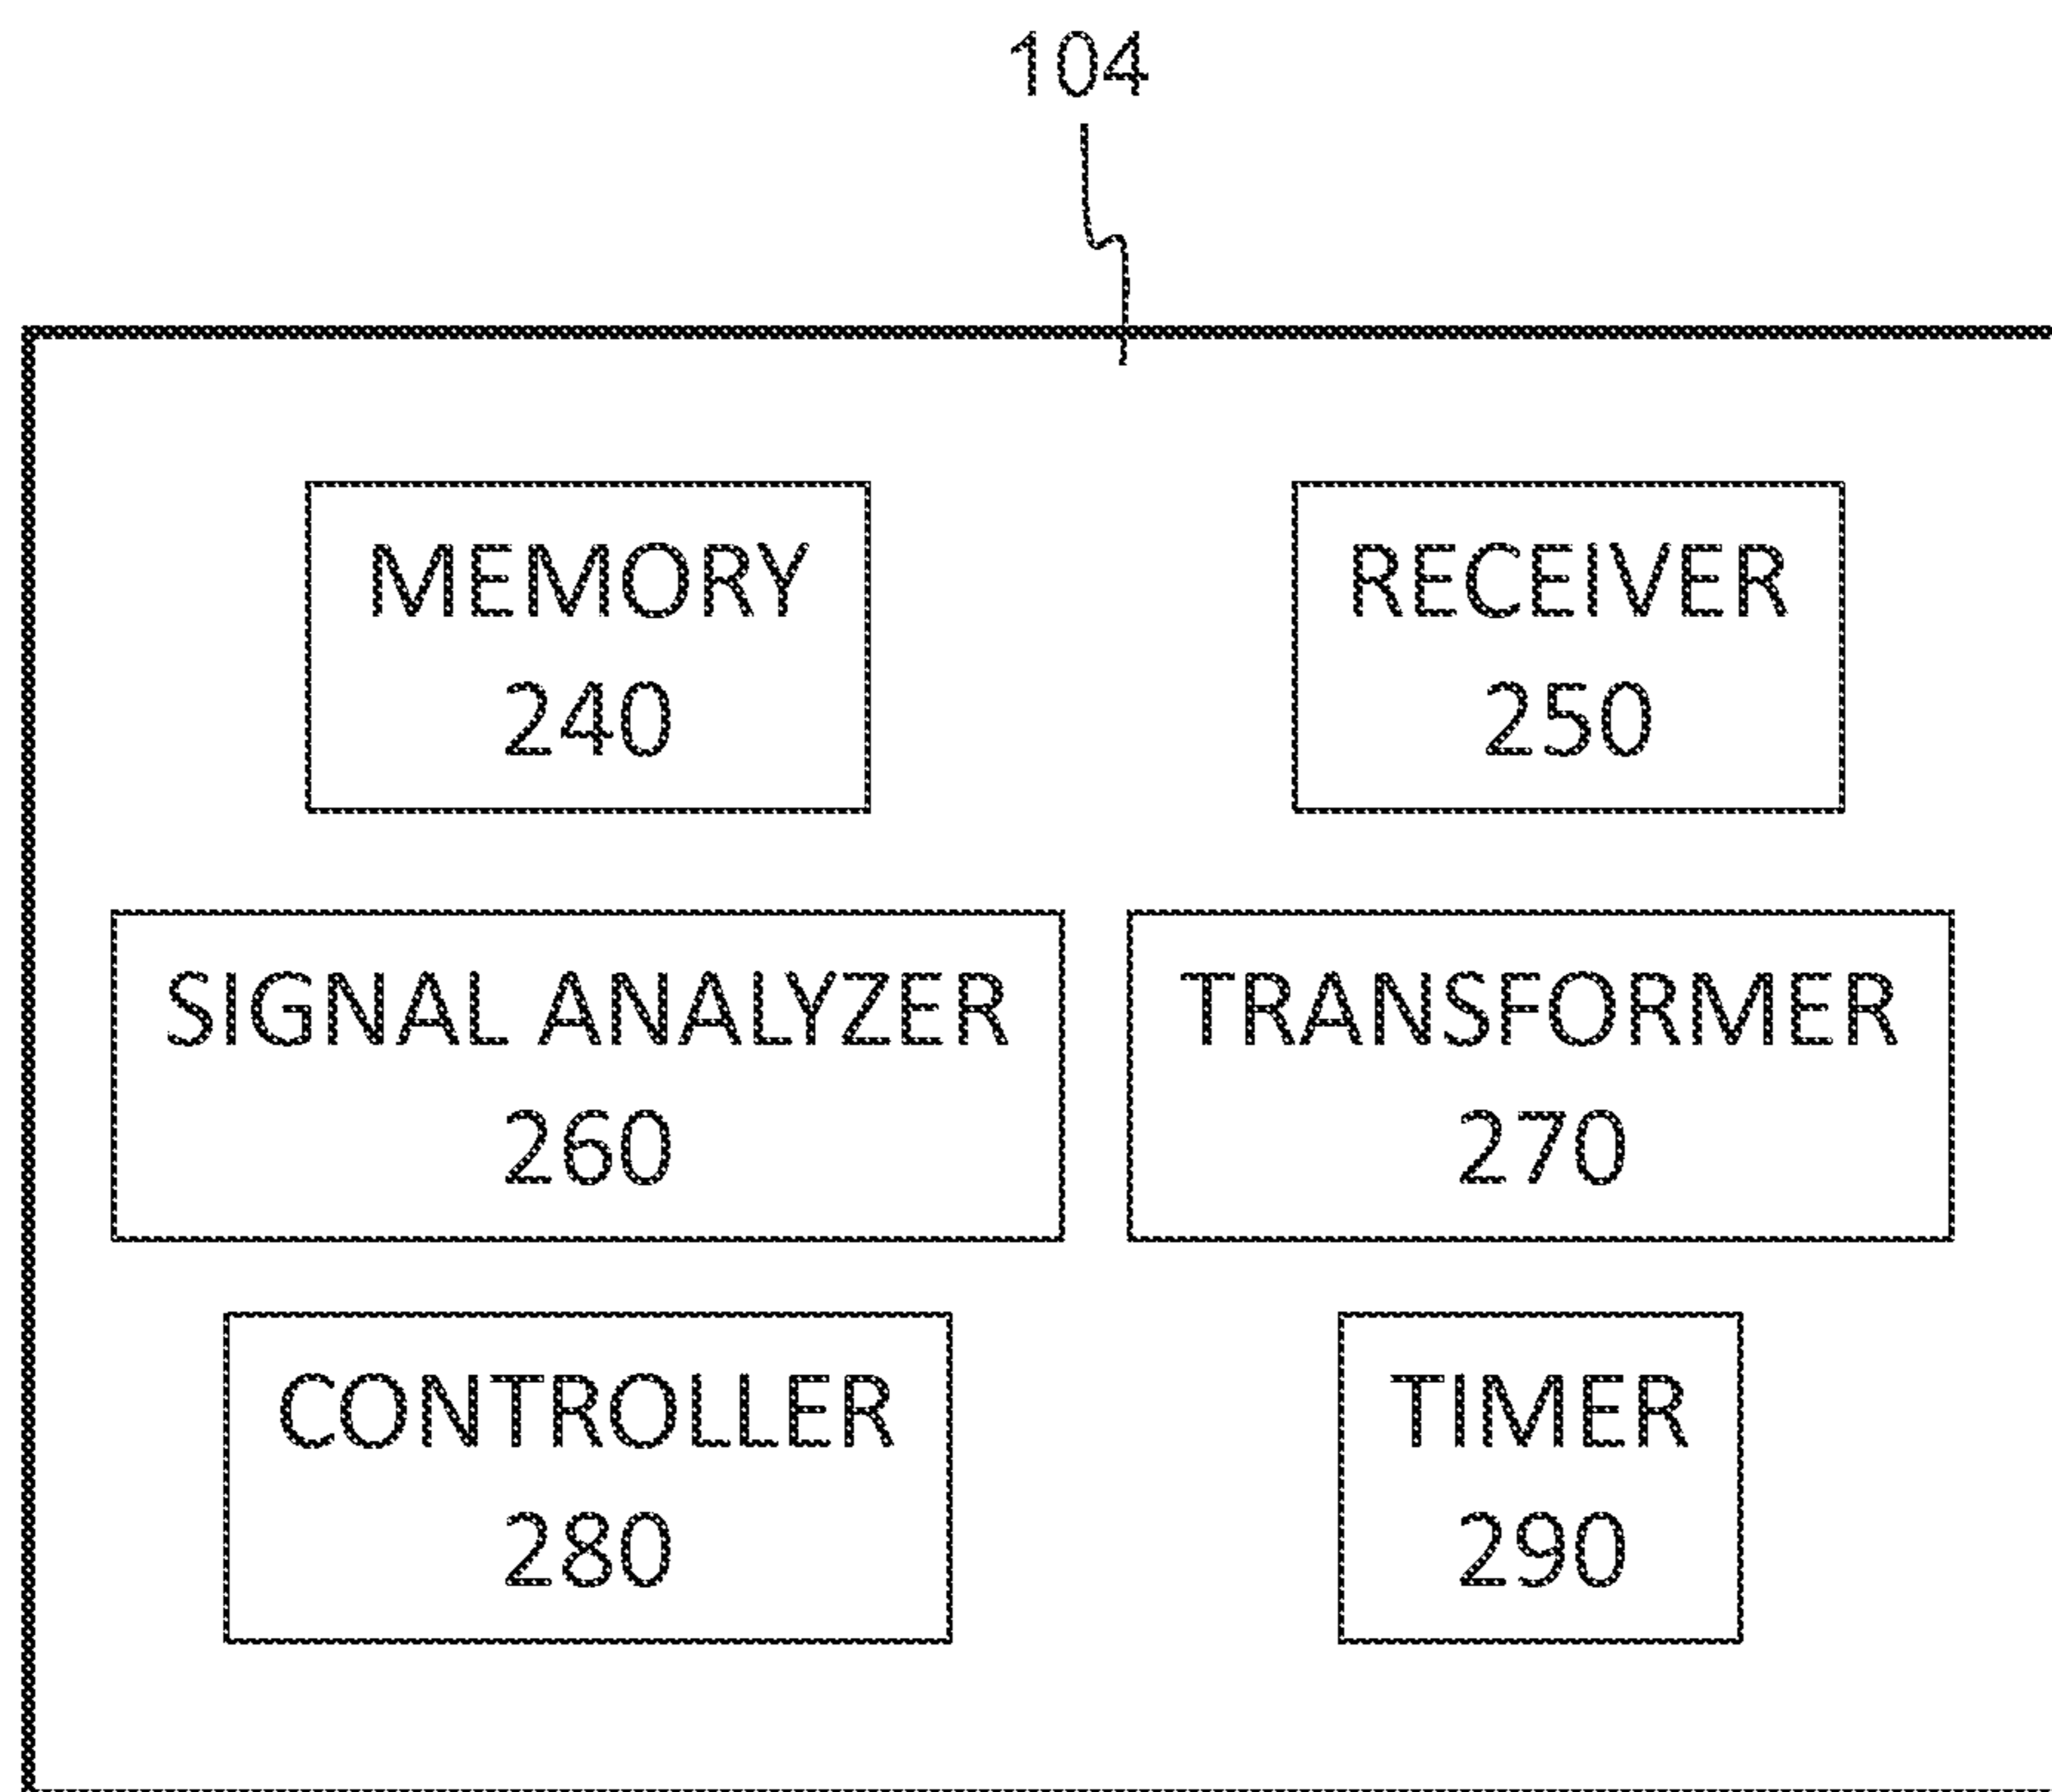 104
MEMORY
240
RECEIVER
250
SIGNAL ANALYZER
260
TRANSFORMER
270
CONTROLLER
280
TIMER
290